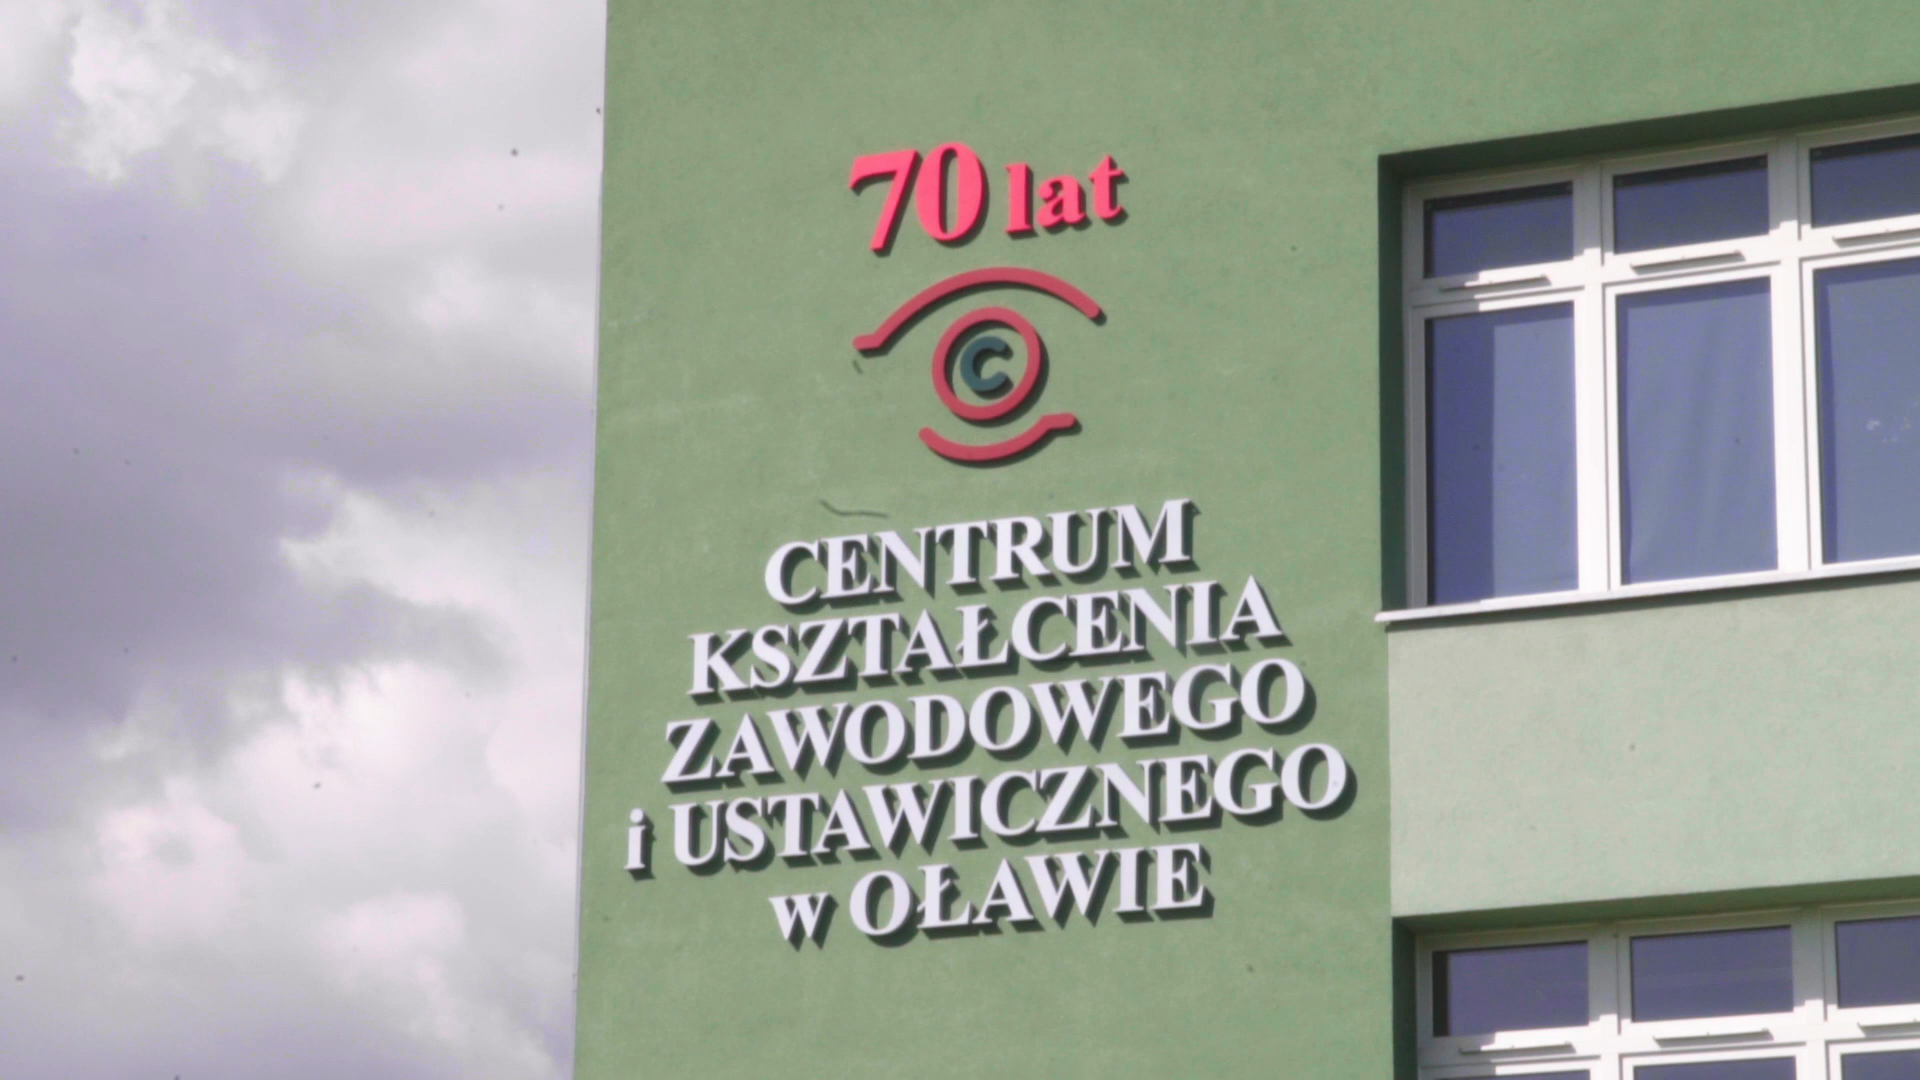 70 lat
C
CENTRUM
KSZTAŁCENIA
ZAWODOWEGO
i USTAWICZNEGO
w OŁAWIE